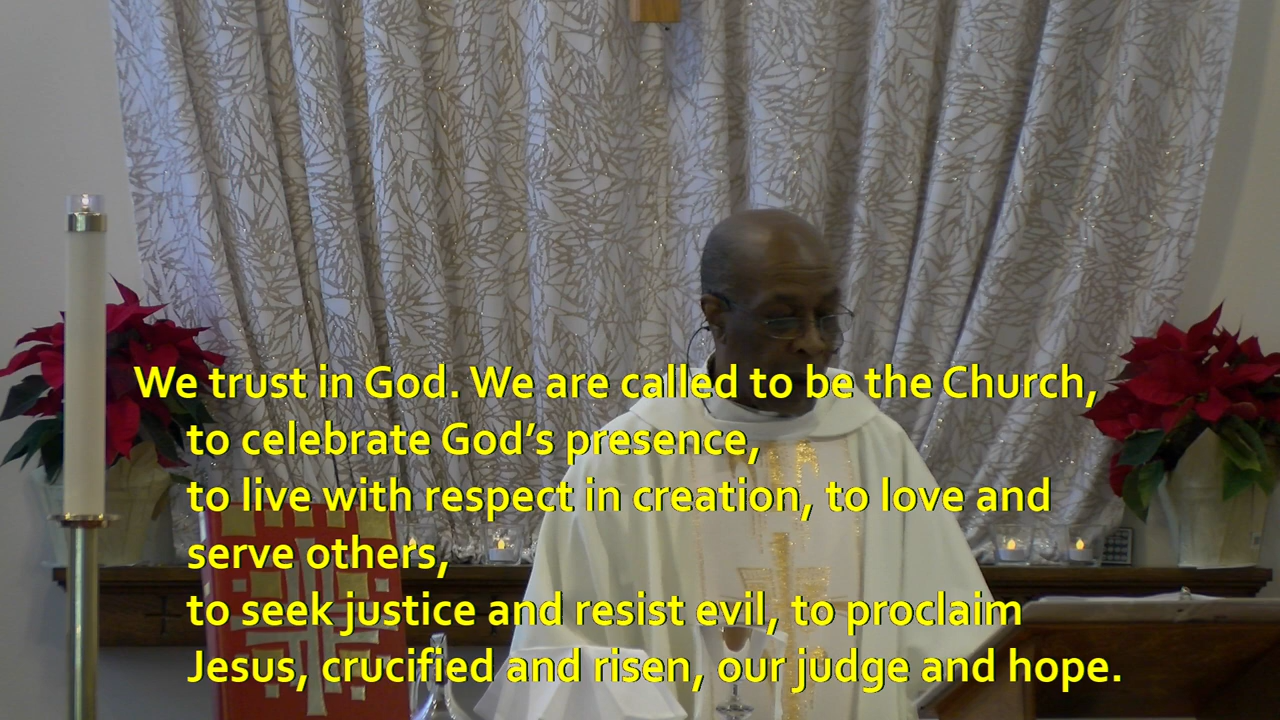 We trust in God. We are called to be the Church,
to celebrate God’s presence,
to live with respect in creation, to love and
serve others,
to seek justice and resist evil, to proclaim
Jesus, crucified and risen, our judge and hope.